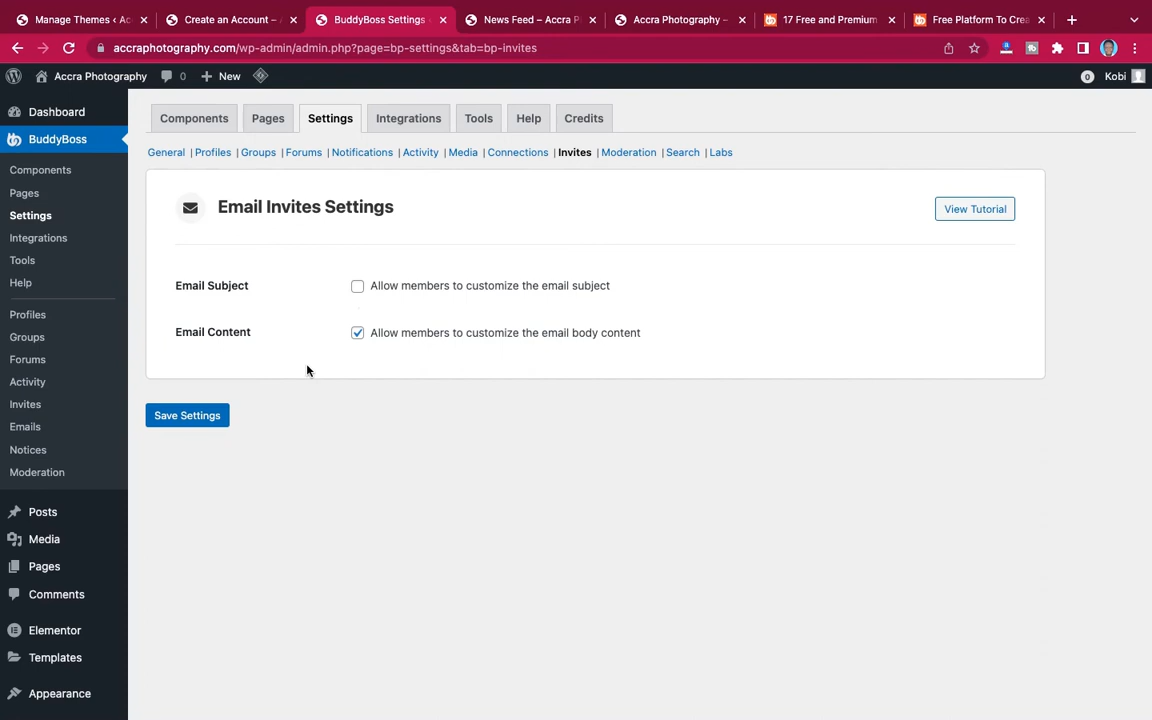 Manage Themes ‹ Ac
Create an Account –
BuddyBoss Settings ‹
News Feed – Accra P
Accra Photography –
17 Free and Premium
Free Platform To Crea
accraphotography.com/wp-admin/admin.php?page=bp-settings&tab=bp-invites
Accra Photography
0
New
0
Kobi
Dashboard
BuddyBoss
Components
Pages
Settings
Integrations
Tools
Help
Profiles
Groups
Forums
Activity
Invites
Emails
Notices
Moderation
Posts
Media
Pages
Comments
Elementor
Templates
Appearance
Components
Pages
Settings
Integrations
Tools
Help
Credits
General | Profiles | Groups | Forums | Notifications | Activity | Media | Connections | Invites | Moderation | Search | Labs
Email Invites Settings
View Tutorial
Email Subject
Allow members to customize the email subject
Email Content
Allow members to customize the email body content
Save Settings